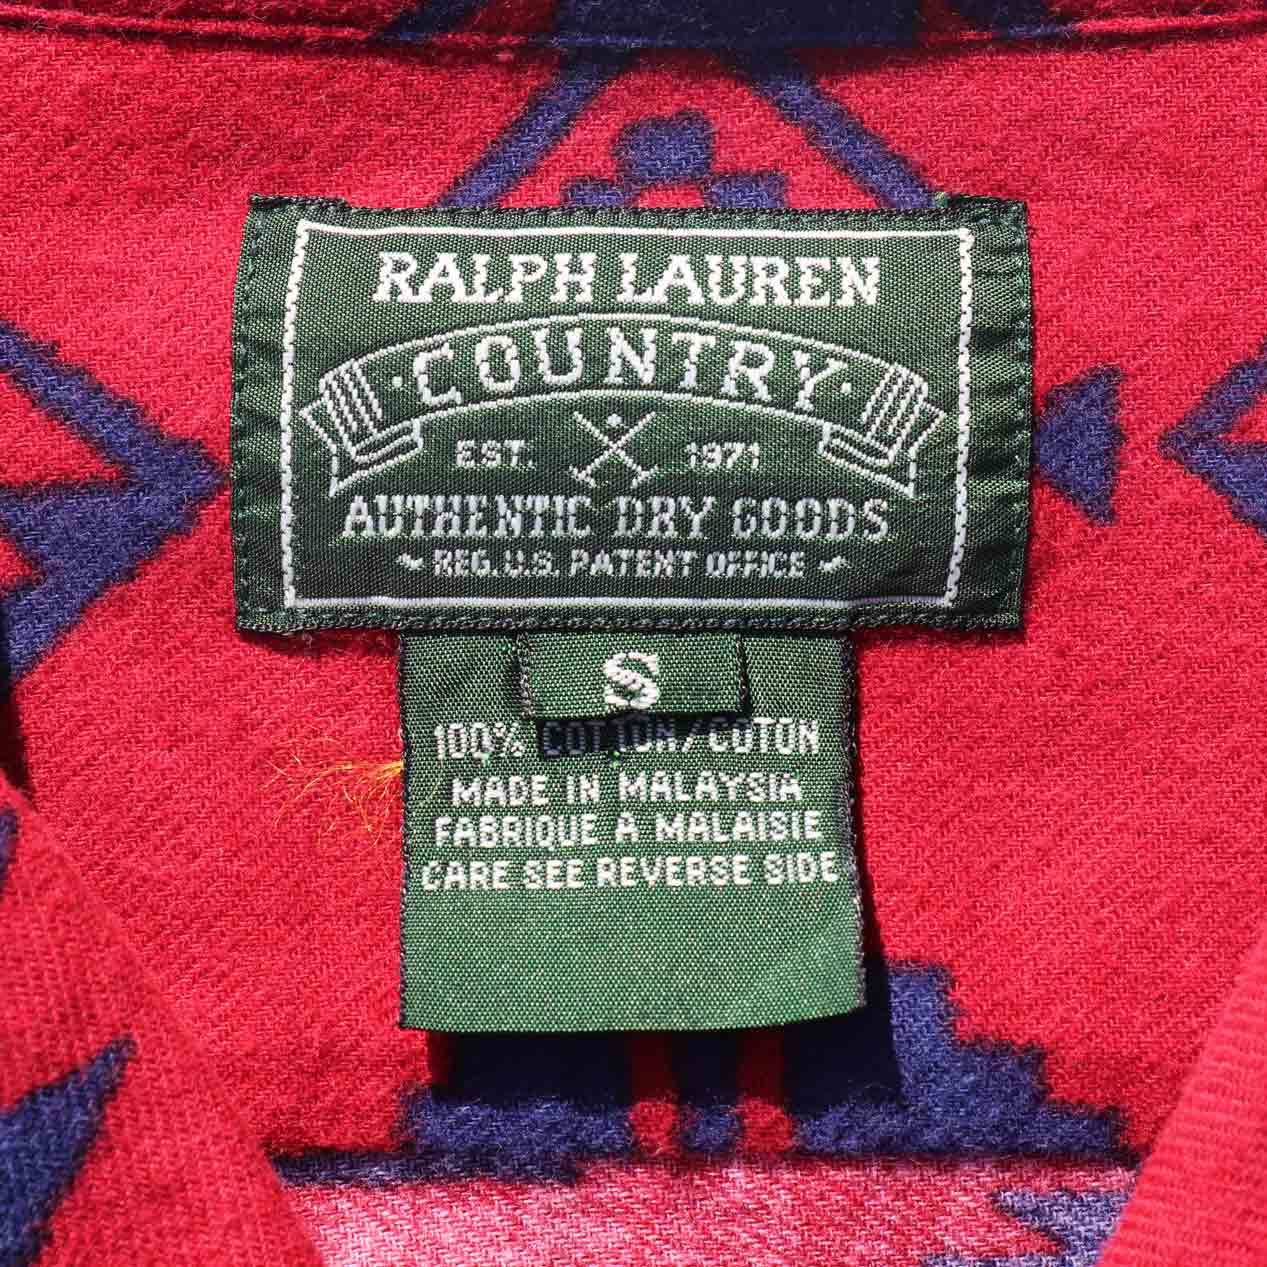 RALPH LAUREN
· COUNTRY ·
EST. 1971
AUTHENTIC DRY GOODS
~ REG. U.S. PATENT OFFICE ~
S
100% COTTON/COTON
MADE IN MALAYSIA
FABRIQUE A MALAISIE
CARE SEE REVERSE SIDE